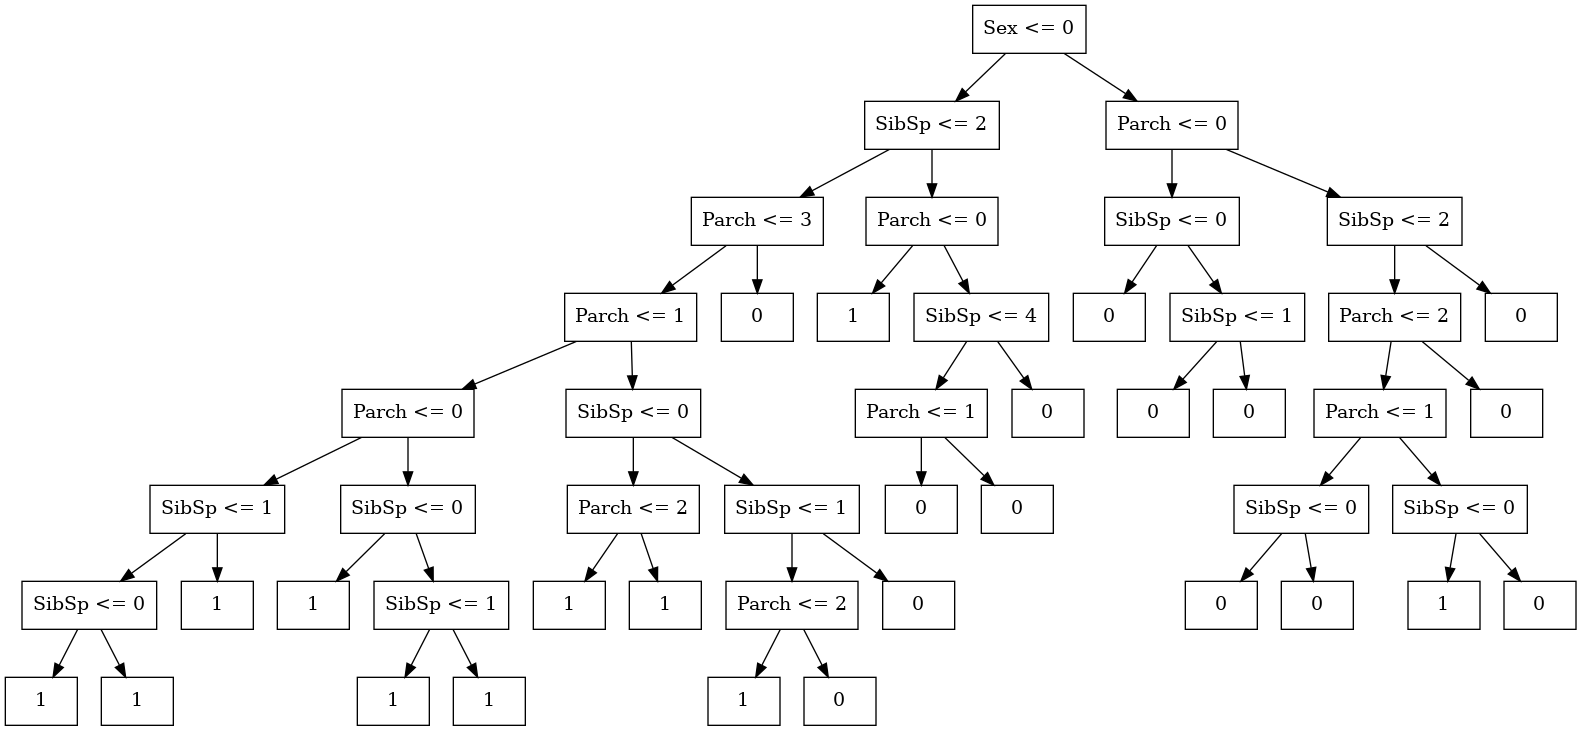 Sex <= 0
SibSp <= 2
Parch <= 0
Parch <= 3
Parch <= 0
SibSp <= 0
SibSp <= 2
Parch <= 1
0
1
SibSp <= 4
0
SibSp <= 1
Parch <= 2
0
Parch <= 0
SibSp <= 0
Parch <= 1
0
0
0
Parch <= 1
0
SibSp <= 1
SibSp <= 0
Parch <= 2
SibSp <= 1
0
0
SibSp <= 0
SibSp <= 0
SibSp <= 0
1
1
SibSp <= 1
1
1
Parch <= 2
0
0
0
1
0
1
1
1
1
1
0